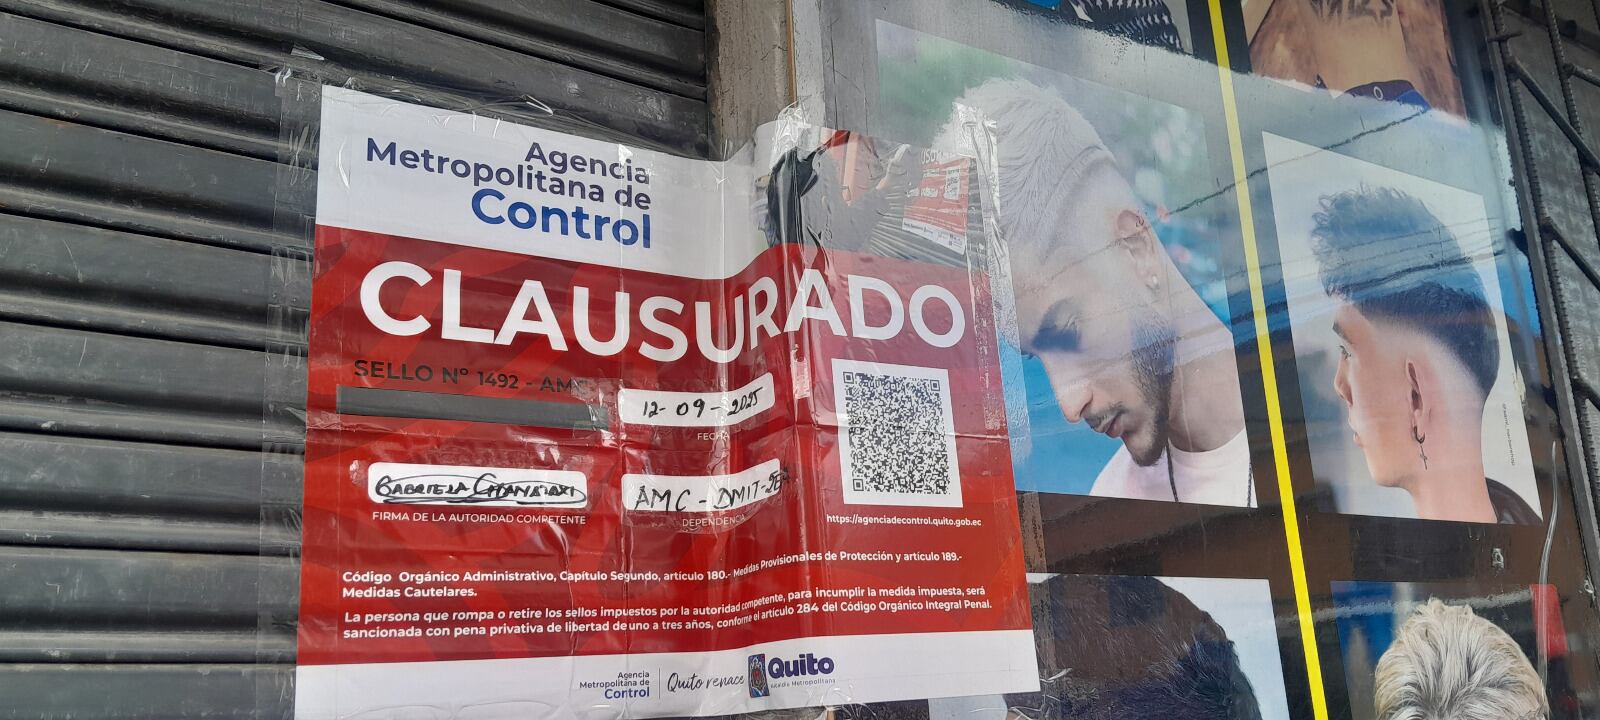 Agencia
Metropolitana de
Control
CLAUSURADO
SELLO Nº 1492 - AMC
12-09-2025
FECHA
GABRIELA
FIRMA DE LA AUTORIDAD COMPETENTE
AMC-DMIT-
DEPENDENCIA
https://agenciadecontrol.quito.gob.ec
Código Orgánico Administrativo, Capítulo Segundo, artículo 180.- Medidas Provisionales de Protección y artículo 189.-
Medidas Cautelares.
La persona que rompa o retire los sellos impuestos por la autoridad competente, para incumplir la medida impuesta, será
sancionada con pena privativa de libertad de uno a tres años, conforme el artículo 284 del Código Orgánico Integral Penal.
Agencia
Metropolitana de
Control
Quito renace
Quito
Alcaldía Metropolitana